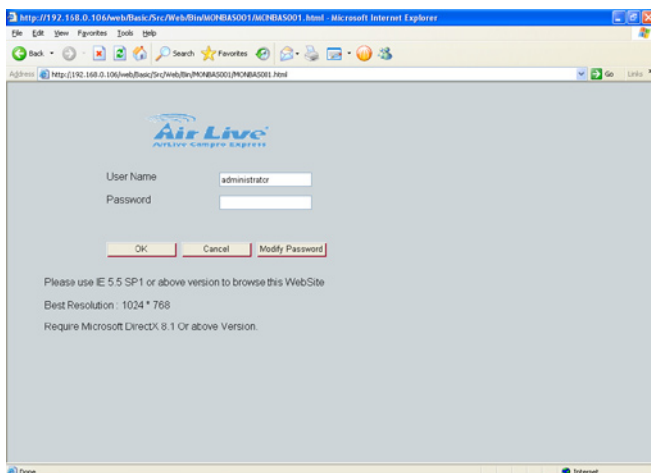 http://192.168.0.106/web/Basic/Src/Web/Bin/MONBAS001/MONBAS001.html - Microsoft Internet Explorer
File Edit View Favorites Tools Help
Back Search Favorites
Address http://192.168.0.106/web/Basic/Src/Web/Bin/MONBAS001/MONBAS001.html Go Links
Air Live
AirLive CamPro Express
User Name administrator
Password
OK Cancel Modify Password
Please use IE 5.5 SP1 or above version to browse this WebSite
Best Resolution : 1024 * 768
Require Microsoft DirectX 8.1 Or above Version.
Done Internet